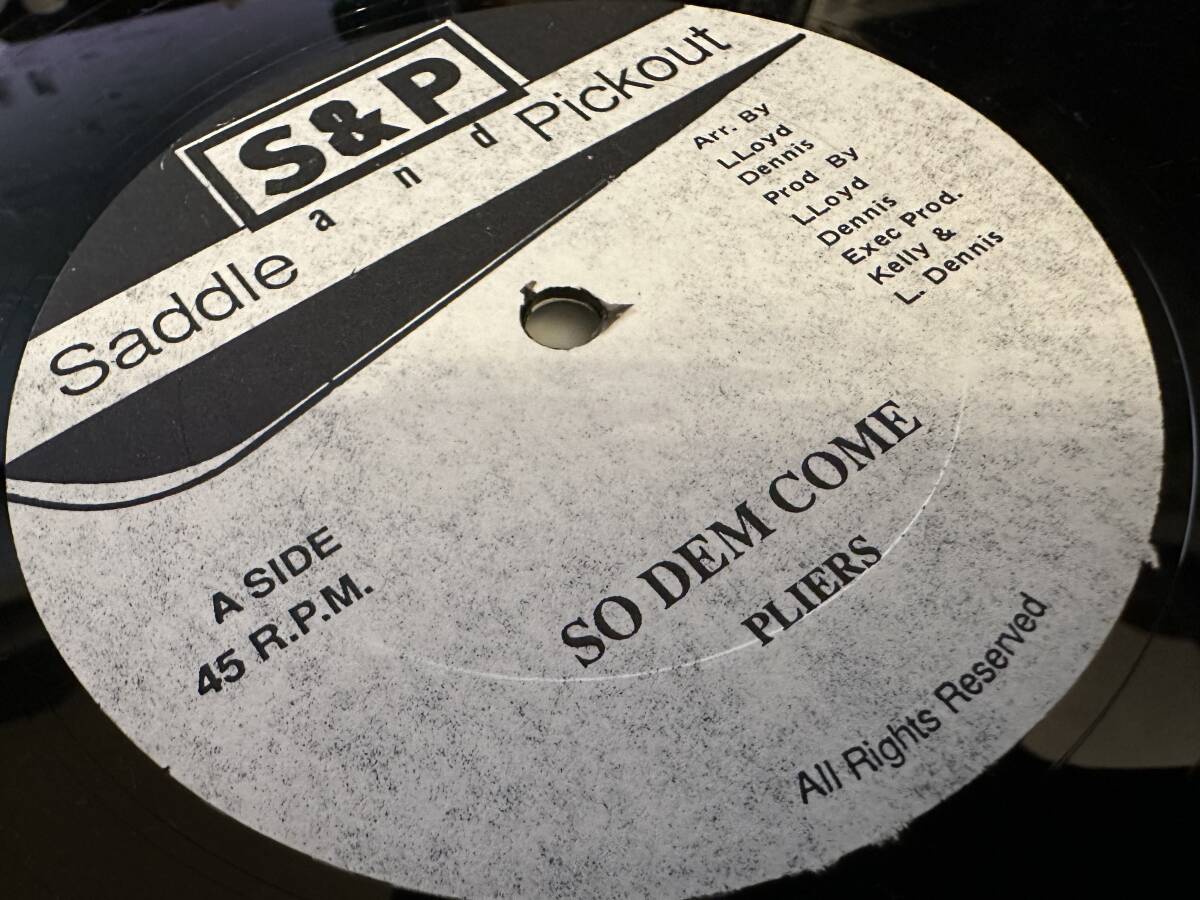 S&P
Saddle and Pickout
Arr. By
LLoyd
Dennis
Prod By
LLoyd
Dennis
Exec Prod.
Kelly &
L. Dennis
A SIDE
45 R.P.M.
SO DEM COME
PLIERS
All Rights Reserved